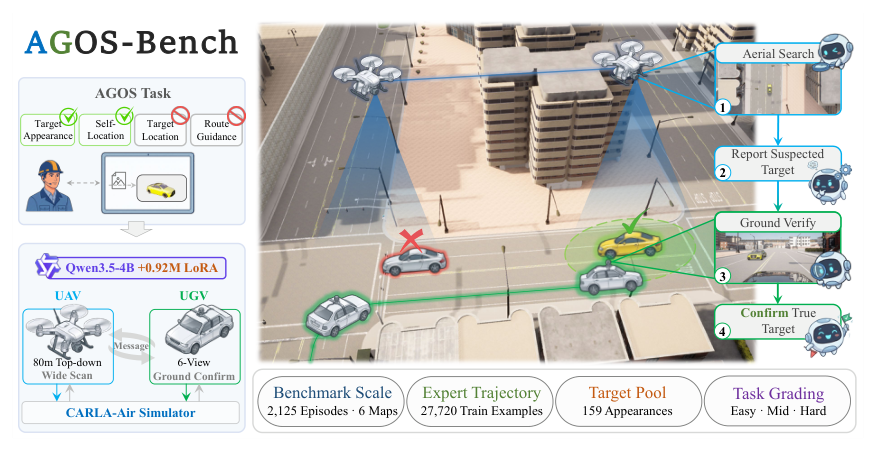 AGOS-Bench
AGOS Task
Target
Appearance
Self-
Location
Target
Location
Route
Guidance
Qwen3.5-4B +0.92M LoRA
UAV
UGV
Message
80m Top-down
Wide Scan
6-View
Ground Confirm
CARLA-Air Simulator
Aerial Search
1
Report Suspected
Target
2
Ground Verify
3
Confirm True
Target
4
Benchmark Scale
2,125 Episodes · 6 Maps
Expert Trajectory
27,720 Train Examples
Target Pool
159 Appearances
Task Grading
Easy · Mid · Hard